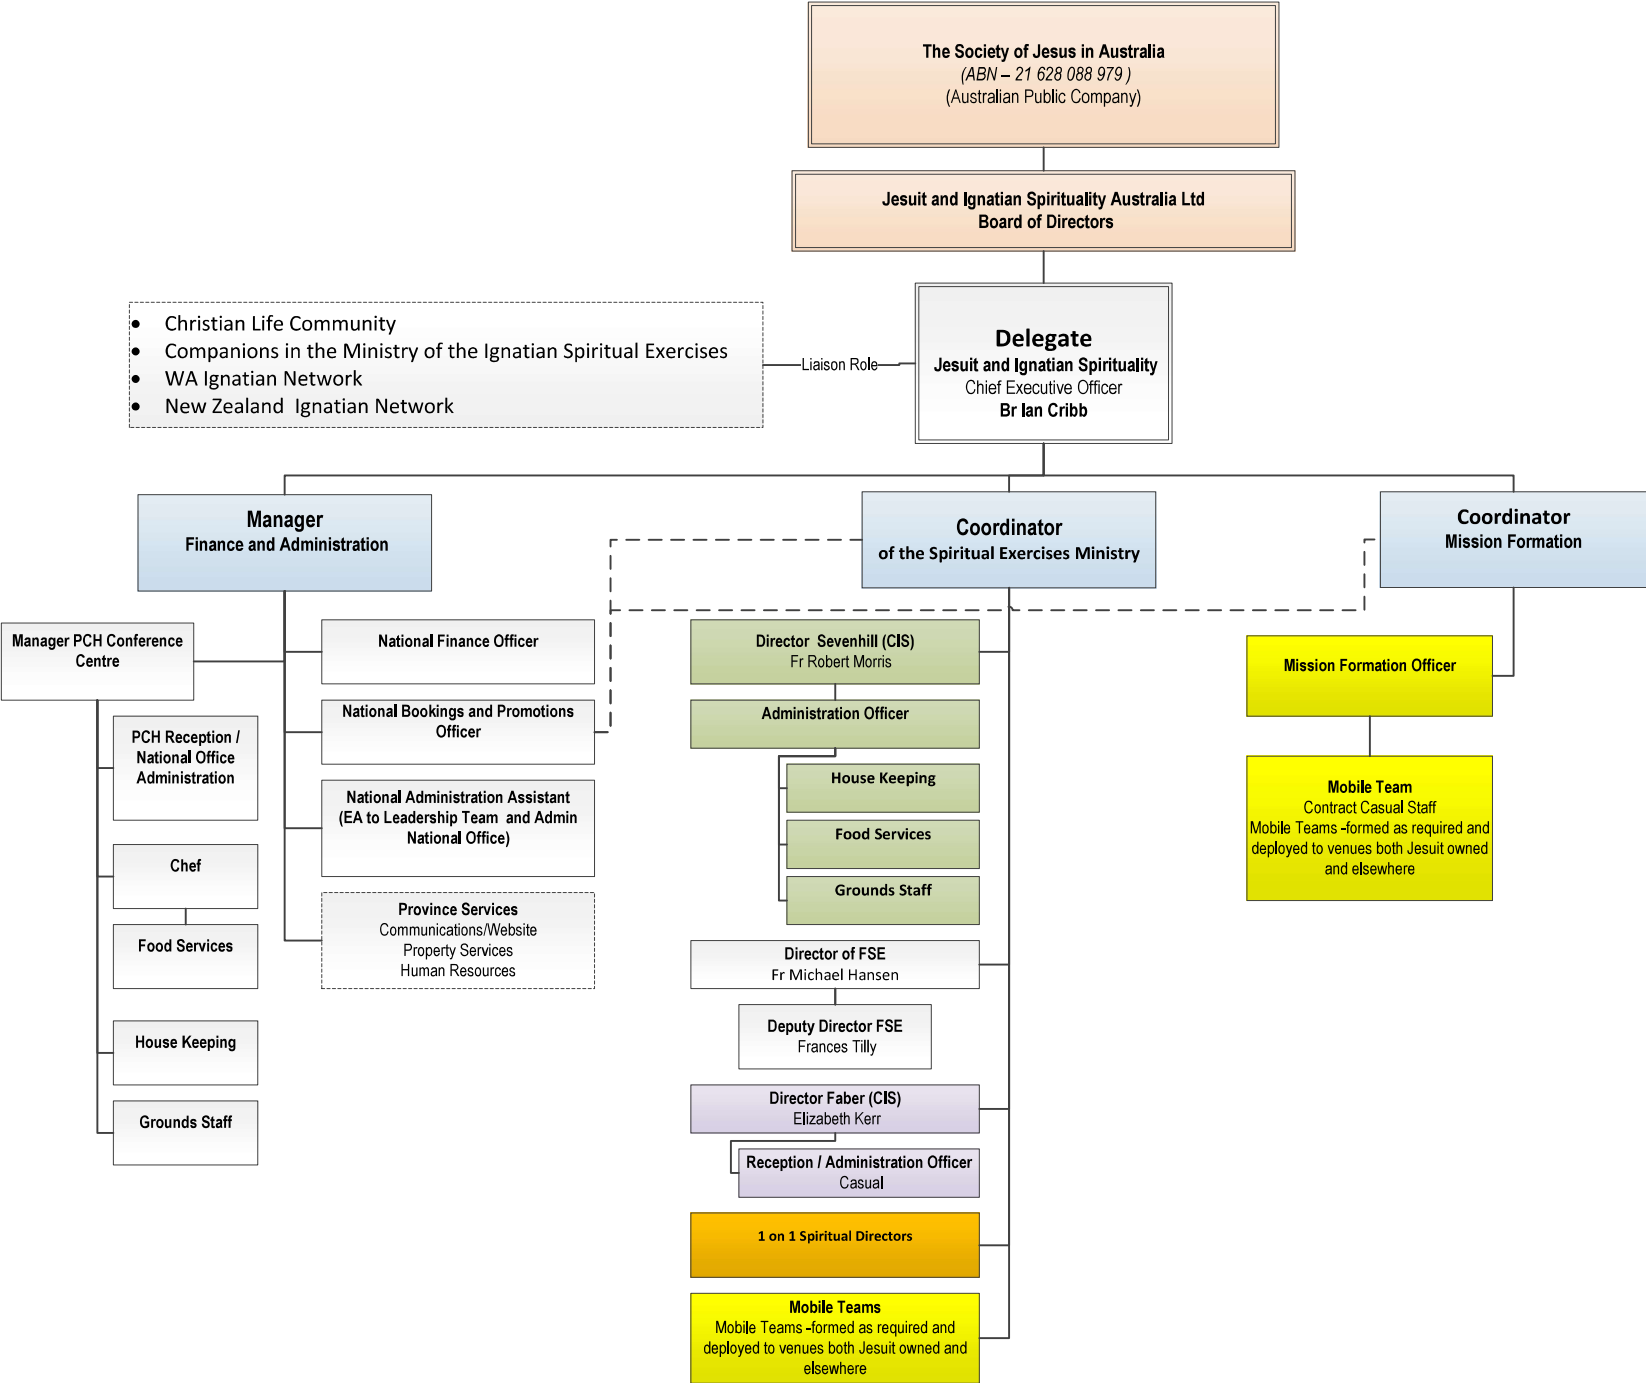 The Society of Jesus in Australia
(ABN – 21 628 088 979 )
(Australian Public Company)
Jesuit and Ignatian Spirituality Australia Ltd
Board of Directors
• Christian Life Community
• Companions in the Ministry of the Ignatian Spiritual Exercises
• WA Ignatian Network
• New Zealand  Ignatian Network
Liaison Role
Delegate
Jesuit and Ignatian Spirituality
Chief Executive Officer
Br Ian Cribb
Manager
Finance and Administration
Coordinator
of the Spiritual Exercises Ministry
Coordinator
Mission Formation
Manager PCH Conference
Centre
PCH Reception /
National Office
Administration
Chef
Food Services
House Keeping
Grounds Staff
National Finance Officer
National Bookings and Promotions
Officer
National Administration Assistant
(EA to Leadership Team  and Admin
National Office)
Province Services
Communications/Website
Property Services
Human Resources
Director  Sevenhill (CIS)
Fr Robert Morris
Administration Officer
House Keeping
Food Services
Grounds Staff
Director of FSE
Fr Michael Hansen
Deputy Director FSE
Frances Tilly
Director Faber (CIS)
Elizabeth Kerr
Reception / Administration Officer
Casual
1 on 1 Spiritual Directors
Mobile Teams
Mobile Teams -formed as required and
deployed to venues both Jesuit owned and
elsewhere
Mission Formation Officer
Mobile Team
Contract Casual Staff
Mobile Teams -formed as required and
deployed to venues both Jesuit owned
and elsewhere